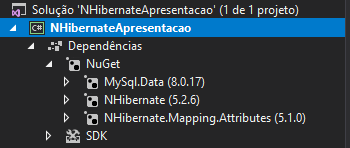 Solução 'NHibernateApresentacao' (1 de 1 projeto)
C# NHibernateApresentacao
Dependências
NuGet
MySql.Data (8.0.17)
NHibernate (5.2.6)
NHibernate.Mapping.Attributes (5.1.0)
SDK